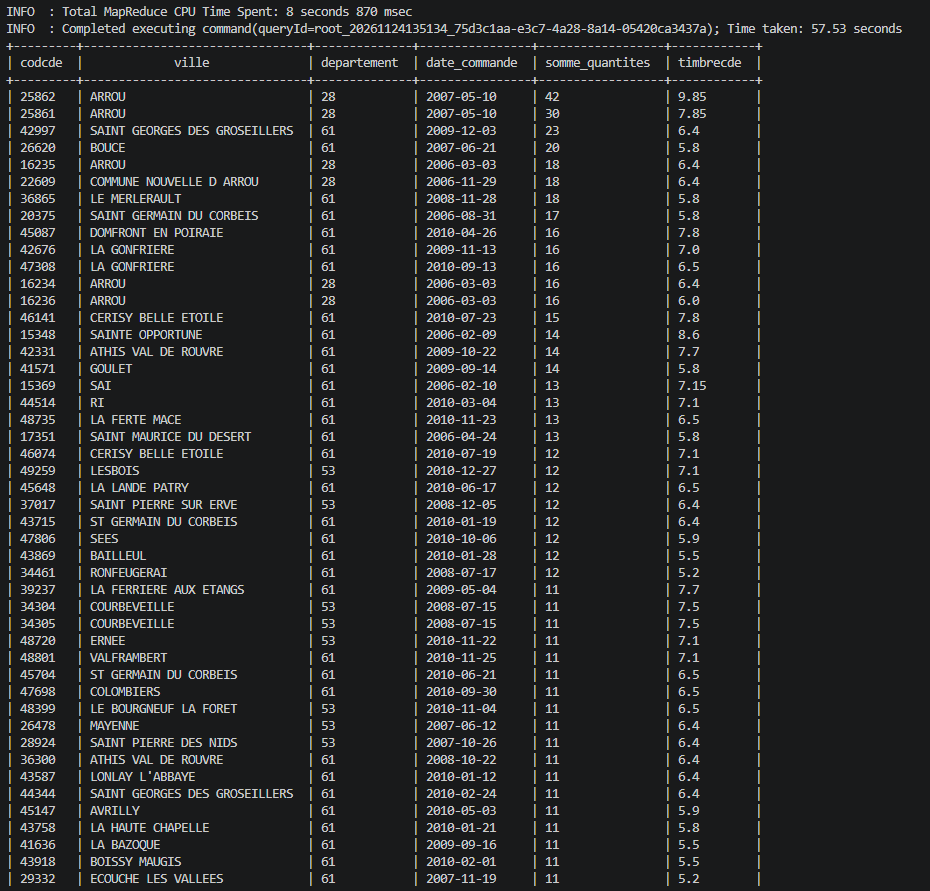 INFO  : Total MapReduce CPU Time Spent: 8 seconds 870 msec
INFO  : Completed executing command(queryId=root_20261124135134_75d3c1aa-e3c7-4a28-8a14-05420ca3437a); Time taken: 57.53 seconds
+---------+----------------------------+--------------+----------------+-------------------+------------+
| codcde  |            ville           | departement  | date_commande  | somme_quantites  | timbrecde  |
+---------+----------------------------+--------------+----------------+-------------------+------------+
| 25862   | ARROU                      | 28           | 2007-05-10     | 42               | 9.85       |
| 25861   | ARROU                      | 28           | 2007-05-10     | 30               | 7.85       |
| 42997   | SAINT GEORGES DES GROSEILLERS  | 61           | 2009-12-03     | 23               | 6.4        |
| 26620   | BOUCE                      | 61           | 2007-06-21     | 20               | 5.8        |
| 16235   | ARROU                      | 28           | 2006-03-03     | 18               | 6.4        |
| 22609   | COMMUNE NOUVELLE D ARROU   | 28           | 2006-11-29     | 18               | 6.4        |
| 36865   | LE MERLERAULT              | 61           | 2008-11-28     | 18               | 5.8        |
| 20375   | SAINT GERMAIN DU CORBEIS   | 61           | 2006-08-31     | 17               | 5.8        |
| 45087   | DOMFRONT EN POIRAIE        | 61           | 2010-04-26     | 16               | 7.8        |
| 42676   | LA GONFRIERE               | 61           | 2009-11-13     | 16               | 7.0        |
| 47308   | LA GONFRIERE               | 61           | 2010-09-13     | 16               | 6.5        |
| 16234   | ARROU                      | 28           | 2006-03-03     | 16               | 6.4        |
| 16236   | ARROU                      | 28           | 2006-03-03     | 16               | 6.0        |
| 46141   | CERISY BELLE ETOILE        | 61           | 2010-07-23     | 15               | 7.8        |
| 15348   | SAINTE OPPORTUNE           | 61           | 2006-02-09     | 14               | 8.6        |
| 42331   | ATHIS VAL DE ROUVRE        | 61           | 2009-10-22     | 14               | 7.7        |
| 41571   | GOULET                     | 61           | 2009-09-14     | 14               | 5.8        |
| 15369   | SAI                        | 61           | 2006-02-10     | 13               | 7.15       |
| 44514   | RI                         | 61           | 2010-03-04     | 13               | 7.1        |
| 48735   | LA FERTE MACE              | 61           | 2010-11-23     | 13               | 6.5        |
| 17351   | SAINT MAURICE DU DESERT    | 61           | 2006-04-24     | 13               | 5.8        |
| 46074   | CERISY BELLE ETOILE        | 61           | 2010-07-19     | 12               | 7.1        |
| 49259   | LESBOIS                    | 53           | 2010-12-27     | 12               | 7.1        |
| 45648   | LA LANDE PATRY             | 61           | 2010-06-17     | 12               | 6.5        |
| 37017   | SAINT PIERRE SUR ERVE      | 53           | 2008-12-05     | 12               | 6.4        |
| 43715   | ST GERMAIN DU CORBEIS      | 61           | 2010-01-19     | 12               | 6.4        |
| 47806   | SEES                       | 61           | 2010-10-06     | 12               | 5.9        |
| 43869   | BAILLEUL                   | 61           | 2010-01-28     | 12               | 5.5        |
| 34461   | RONFEUGERAI                | 61           | 2008-07-17     | 12               | 5.2        |
| 39237   | LA FERRIERE AUX ETANGS     | 61           | 2009-05-04     | 11               | 7.7        |
| 34304   | COURBEVEILLE               | 53           | 2008-07-15     | 11               | 7.5        |
| 34305   | COURBEVEILLE               | 53           | 2008-07-15     | 11               | 7.5        |
| 48720   | ERNEE                      | 53           | 2010-11-22     | 11               | 7.1        |
| 48801   | VALFRAMBERT                | 61           | 2010-11-25     | 11               | 7.1        |
| 45704   | ST GERMAIN DU CORBEIS      | 61           | 2010-06-21     | 11               | 6.5        |
| 47698   | COLOMBIERS                 | 61           | 2010-09-30     | 11               | 6.5        |
| 48399   | LE BOURGNEUF LA FORET      | 53           | 2010-11-04     | 11               | 6.5        |
| 26478   | MAYENNE                    | 53           | 2007-06-12     | 11               | 6.4        |
| 28924   | SAINT PIERRE DES NIDS      | 53           | 2007-10-26     | 11               | 6.4        |
| 36300   | ATHIS VAL DE ROUVRE        | 61           | 2008-10-22     | 11               | 6.4        |
| 43587   | LONLAY L'ABBAYE            | 61           | 2010-01-12     | 11               | 6.4        |
| 44344   | SAINT GEORGES DES GROSEILLERS  | 61           | 2010-02-24     | 11               | 6.4        |
| 45147   | AVRILLY                    | 61           | 2010-05-03     | 11               | 5.9        |
| 43758   | LA HAUTE CHAPELLE          | 61           | 2010-01-21     | 11               | 5.8        |
| 41636   | LA BAZOQUE                 | 61           | 2009-09-16     | 11               | 5.5        |
| 43918   | BOISSY MAUGIS              | 61           | 2010-02-01     | 11               | 5.5        |
| 29332   | ECOUCHE LES VALLEES        | 61           | 2007-11-19     | 11               | 5.2        |